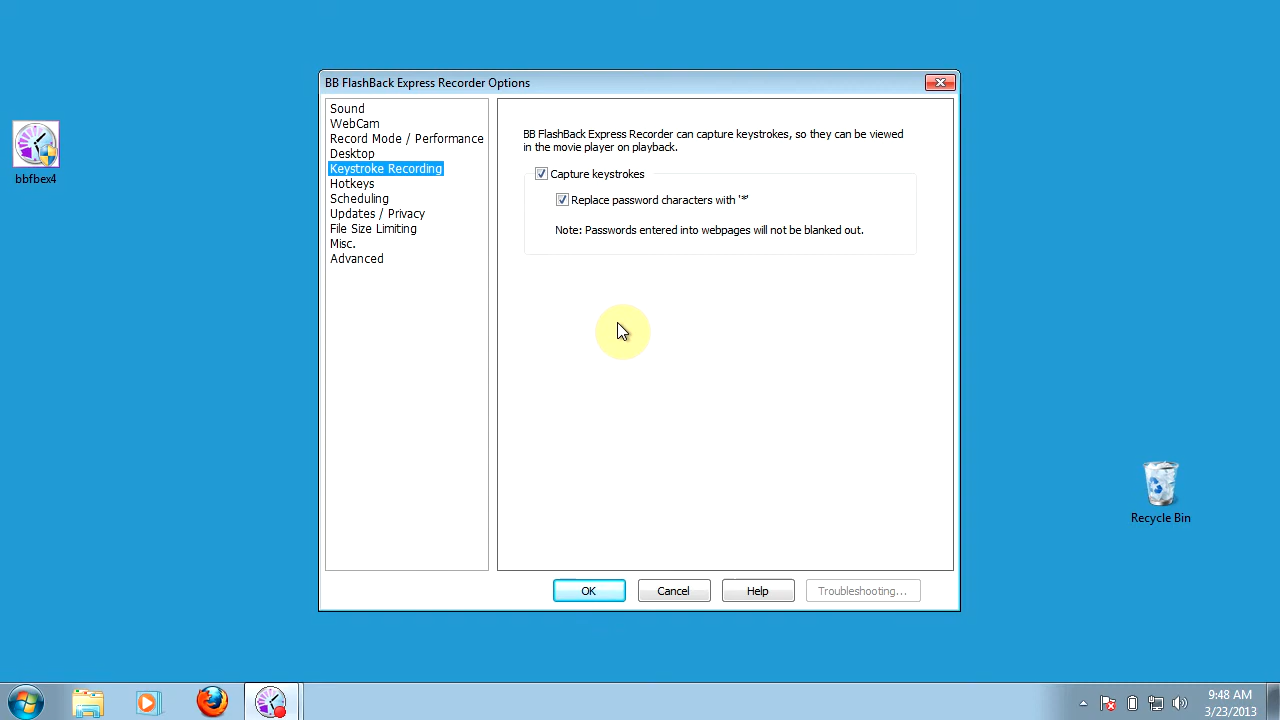 BB FlashBack Express Recorder Options
Sound
WebCam
Record Mode / Performance
Desktop
Keystroke Recording
Hotkeys
Scheduling
Updates / Privacy
File Size Limiting
Misc.
Advanced
BB FlashBack Express Recorder can capture keystrokes, so they can be viewed
in the movie player on playback.
Capture keystrokes
Replace password characters with '*'
Note: Passwords entered into webpages will not be blanked out.
OK
Cancel
Help
Troubleshooting...
bbfbex4
Recycle Bin
9:48 AM
3/23/2013